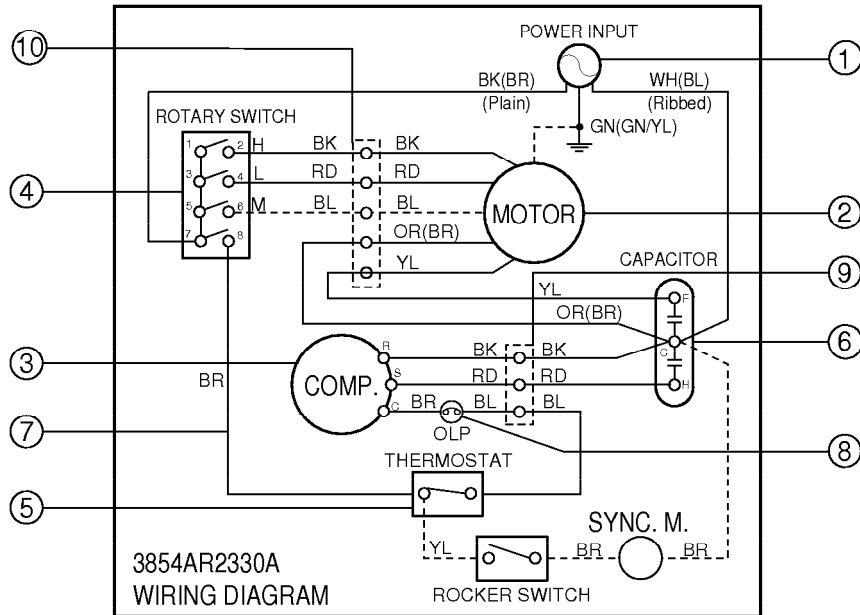 POWER INPUT
10
1
BK(BR)
(Plain)
WH(BL)
(Ribbed)
ROTARY SWITCH
GN(GN/YL)
1 2 H BK BK
3 4 L RD RD
5 6 M BL BL
7 8
4
MOTOR
2
OR(BR)
YL
CAPACITOR
9
YL
F
OR(BR)
C
6
H
3
COMP.
R BK BK
S RD RD
C BR BL BL
OLP
BR
7
8
THERMOSTAT
5
SYNC. M.
YL
BR
BR
ROCKER SWITCH
3854AR2330A
WIRING DIAGRAM